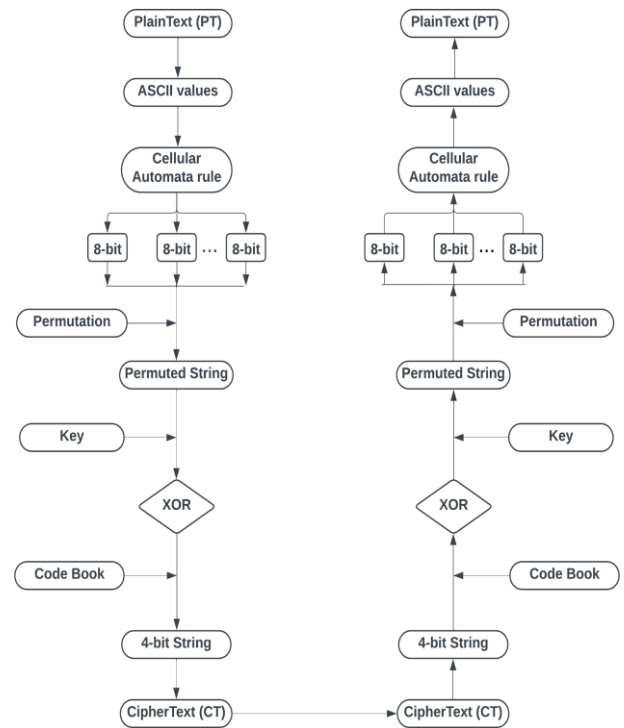 PlainText (PT)
ASCII values
Cellular
Automata rule
8-bit
8-bit
...
8-bit
Permutation
Permuted String
Key
XOR
Code Book
4-bit String
CipherText (CT)
PlainText (PT)
ASCII values
Cellular
Automata rule
8-bit
8-bit
...
8-bit
Permutation
Permuted String
Key
XOR
Code Book
4-bit String
CipherText (CT)